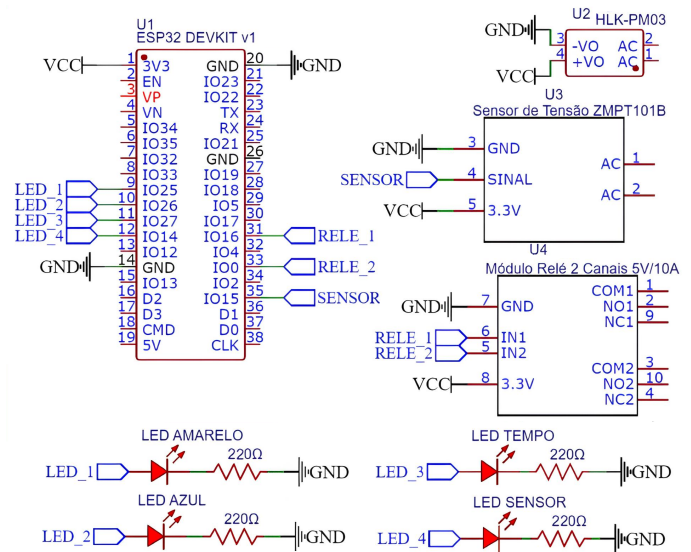 U1
ESP32 DEVKIT v1
VCC
1 3V3 GND 20 GND
2 EN IO23 21
3 VP IO22 22
4 VN TX 23
5 IO34 RX 24
6 IO35 IO21 25
7 IO32 GND 26
8 IO33 IO19 27
LED_1 9 IO25 IO18 28
LED_2 10 IO26 IO5 29
LED_3 11 IO27 IO17 30
LED_4 12 IO14 IO16 31 RELE_1
13 IO12 IO4 32
GND 14 GND IO0 33 RELE_2
15 IO13 IO2 34
16 D2 IO15 35 SENSOR
17 D3 D1 36
18 CMD D0 37
19 5V CLK 38
U2 HLK-PM03
GND 3 -VO AC 2
VCC 4 +VO AC 1
U3
Sensor de Tensão ZMPT101B
GND 3 GND
AC 1
SENSOR 4 SINAL
AC 2
VCC 5 3.3V
U4
Módulo Relé 2 Canais 5V/10A
COM1 1
GND 7 GND NO1 2
NC1 9
RELE_1 6 IN1
RELE_2 5 IN2
COM2 3
VCC 8 3.3V NO2 10
NC2 4
LED AMARELO
LED_1 220Ω GND
LED AZUL
LED_2 220Ω GND
LED TEMPO
LED_3 220Ω GND
LED SENSOR
LED_4 220Ω GND